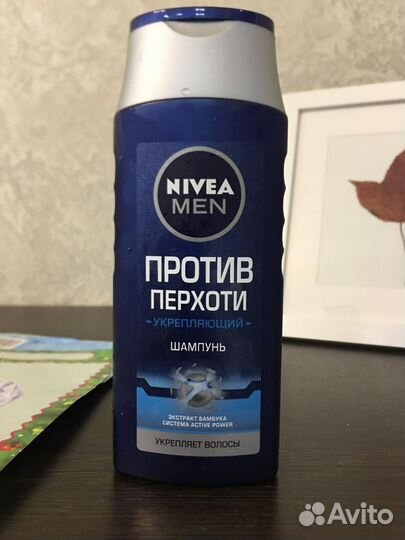 NIVEA
MEN
ПРОТИВ
ПЕРХОТИ
-УКРЕПЛЯЮЩИЙ-
ШАМПУНЬ
ЭКСТРАКТ БАМБУКА
СИСТЕМА ACTIVE POWER
УКРЕПЛЯЕТ ВОЛОСЫ
Avito